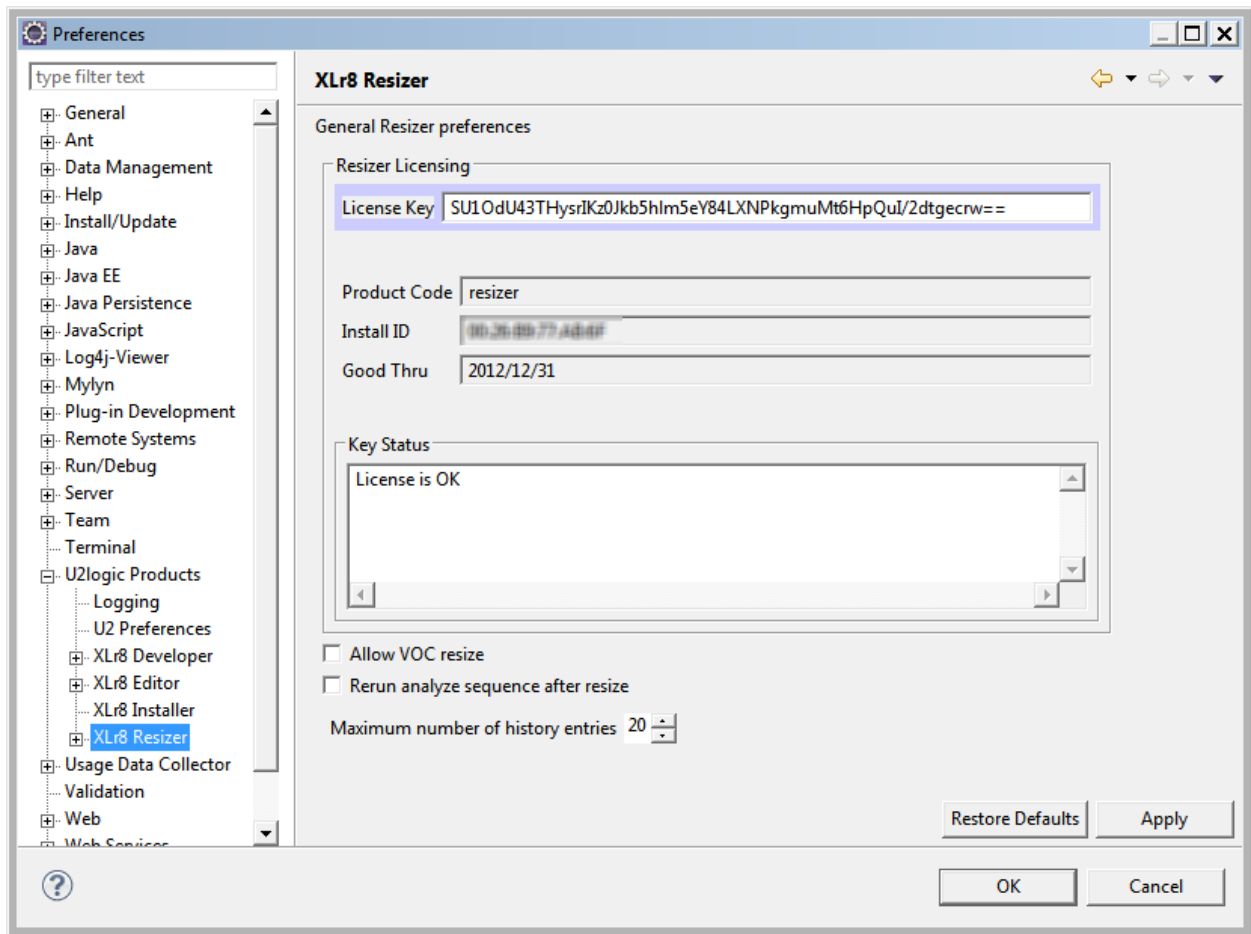 Preferences
type filter text
General
Ant
Data Management
Help
Install/Update
Java
Java EE
Java Persistence
JavaScript
Log4j-Viewer
Mylyn
Plug-in Development
Remote Systems
Run/Debug
Server
Team
Terminal
U2logic Products
Logging
U2 Preferences
XLr8 Developer
XLr8 Editor
XLr8 Installer
XLr8 Resizer
Usage Data Collector
Validation
Web
Web Services
XLr8 Resizer
General Resizer preferences
Resizer Licensing
License Key SU1OdU43THysrIKz0Jkb5hlm5eY84LXNPkgmuMt6HpQuI/2dtgecrw==
Product Code resizer
Install ID
Good Thru 2012/12/31
Key Status
License is OK
Allow VOC resize
Rerun analyze sequence after resize
Maximum number of history entries 20
Restore Defaults Apply
OK Cancel